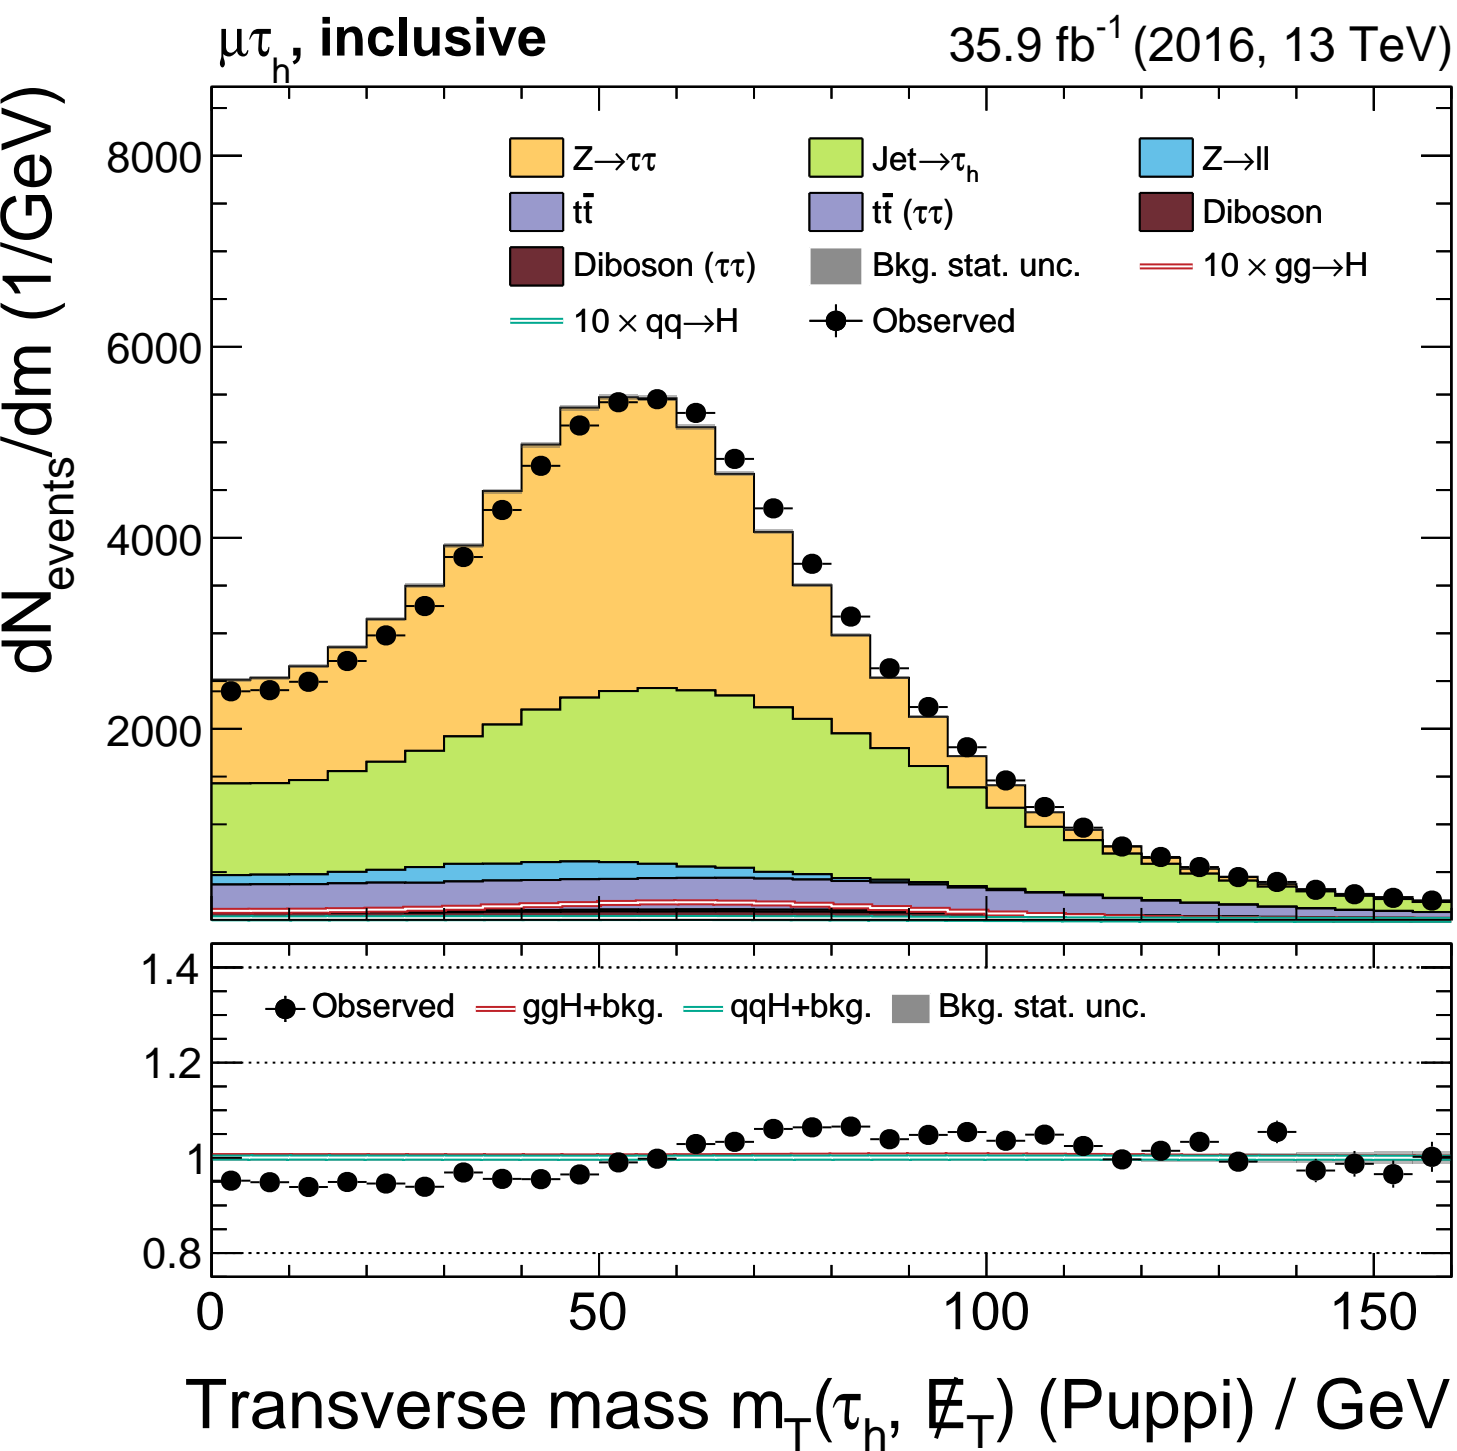 μτh, inclusive 35.9 fb-1 (2016, 13 TeV)
dNevents/dm (1/GeV)
8000
6000
4000
2000
Z→ττ Jet→τh Z→ll
tt̄ tt̄ (ττ) Diboson
Diboson (ττ) Bkg. stat. unc. 10 × gg→H
10 × qq→H Observed
1.4
1.2
1
0.8
Observed ggH+bkg. qqH+bkg. Bkg. stat. unc.
0 50 100 150
Transverse mass mT(τh, E̸T) (Puppi) / GeV